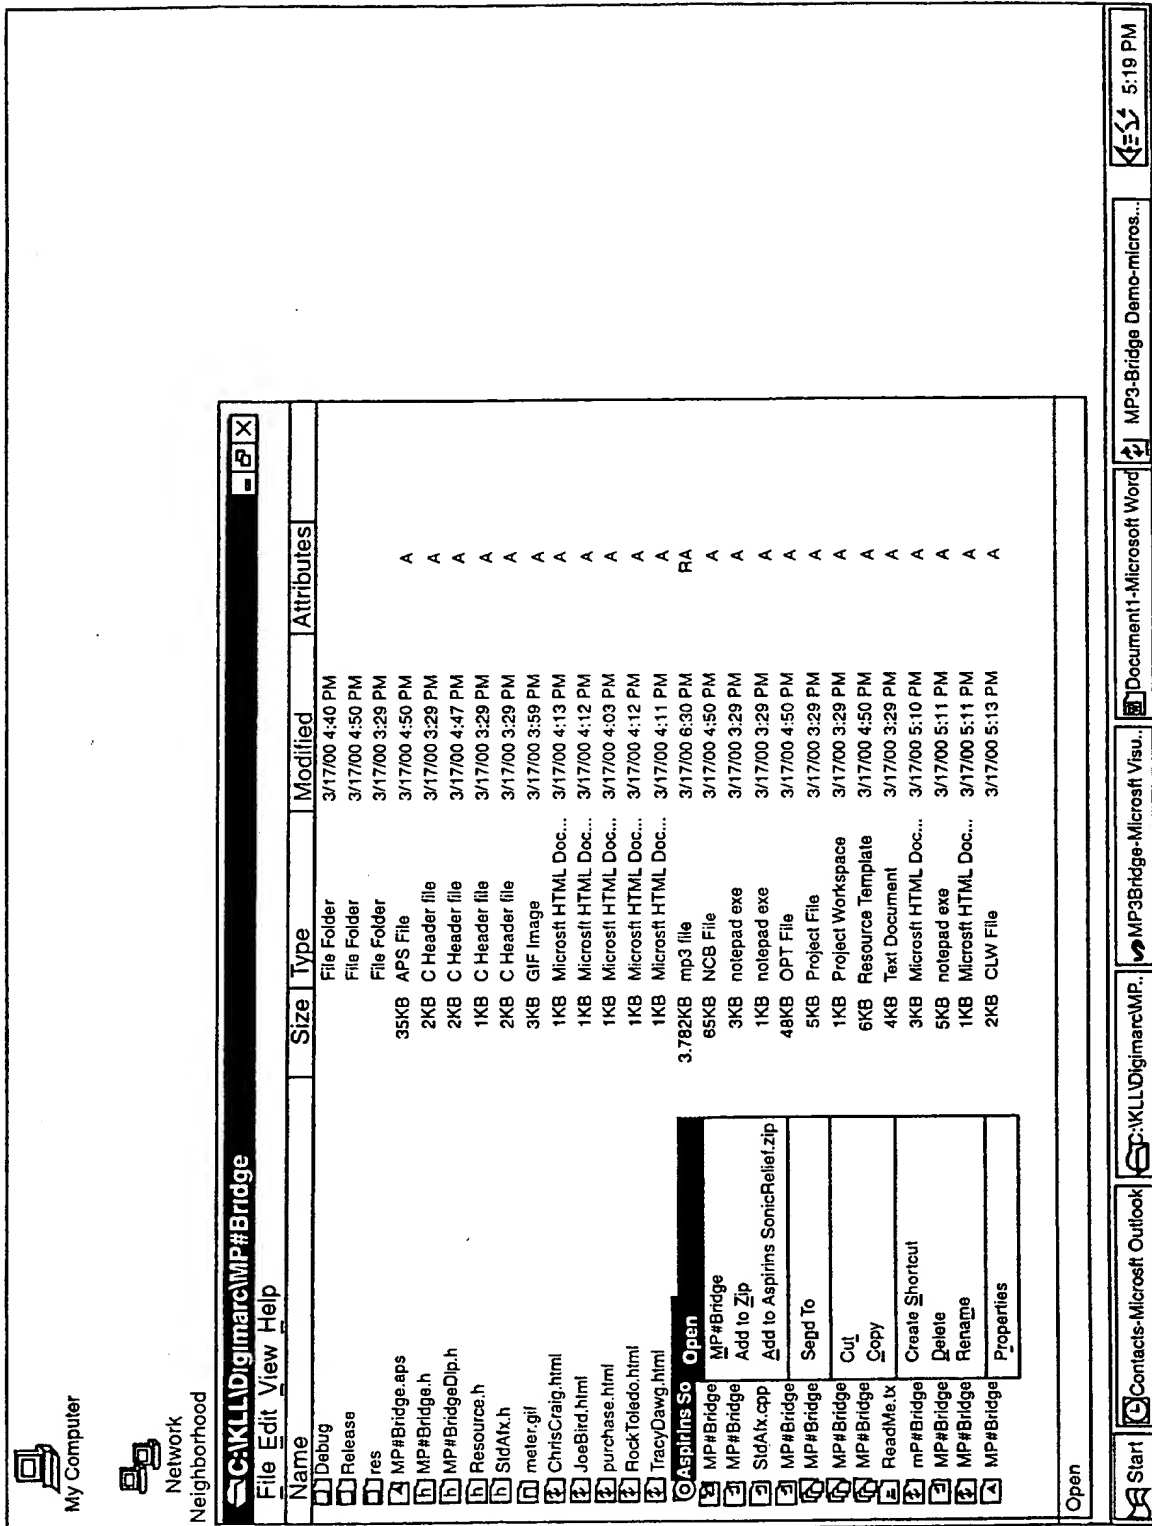 My Computer
Network
Neighborhood
C:\KLL\Digimarc\MP#Bridge
File Edit View Help
Name Size Type Modified Attributes
Debug File Folder 3/17/00 4:40 PM
Release File Folder 3/17/00 4:50 PM
res File Folder 3/17/00 3:29 PM
MP#Bridge.aps 35KB APS File 3/17/00 4:50 PM A
MP#Bridge.h 2KB C Header file 3/17/00 3:29 PM A
MP#BridgeDlp.h 2KB C Header file 3/17/00 4:47 PM A
Resource.h 1KB C Header file 3/17/00 3:29 PM A
StdAfx.h 2KB C Header file 3/17/00 3:29 PM A
meter.gif 3KB GIF Image 3/17/00 3:59 PM A
ChrisCraig.html 1KB Microsft HTML Doc... 3/17/00 4:13 PM A
JoeBird.html 1KB Microsft HTML Doc... 3/17/00 4:12 PM A
purchase.html 1KB Microsft HTML Doc... 3/17/00 4:03 PM A
RockToledo.html 1KB Microsft HTML Doc... 3/17/00 4:12 PM A
TracyDawg.html 1KB Microsft HTML Doc... 3/17/00 4:11 PM A
Aspirins So 3.782KB mp3 file 3/17/00 6:30 PM RA
MP#Bridge 65KB NCB File 3/17/00 4:50 PM A
MP#Bridge 3KB notepad exe 3/17/00 3:29 PM A
StdAfx.cpp 1KB notepad exe 3/17/00 3:29 PM A
MP#Bridge 48KB OPT File 3/17/00 4:50 PM A
MP#Bridge 5KB Project File 3/17/00 3:29 PM A
MP#Bridge 1KB Project Workspace 3/17/00 3:29 PM A
MP#Bridge 6KB Resource Template 3/17/00 4:50 PM A
ReadMe.tx 4KB Text Document 3/17/00 3:29 PM A
mP#Bridge 3KB Microsft HTML Doc... 3/17/00 5:10 PM A
MP#Bridge 5KB notepad exe 3/17/00 5:11 PM A
MP#Bridge 1KB Microsft HTML Doc... 3/17/00 5:11 PM A
MP#Bridge 2KB CLW File 3/17/00 5:13 PM A
Open
MP#Bridge
Add to Zip
Add to Aspirins SonicRelief.zip
Send To
Cut
Copy
Create Shortcut
Delete
Rename
Properties
Open
Start Contacts-Microsft Outlook C:\KLL\Digimarc\MP.. MP3Bridge-Microsft Visu.. Document1-Microsoft Word MP3-Bridge Demo-micros... 5:19 PM